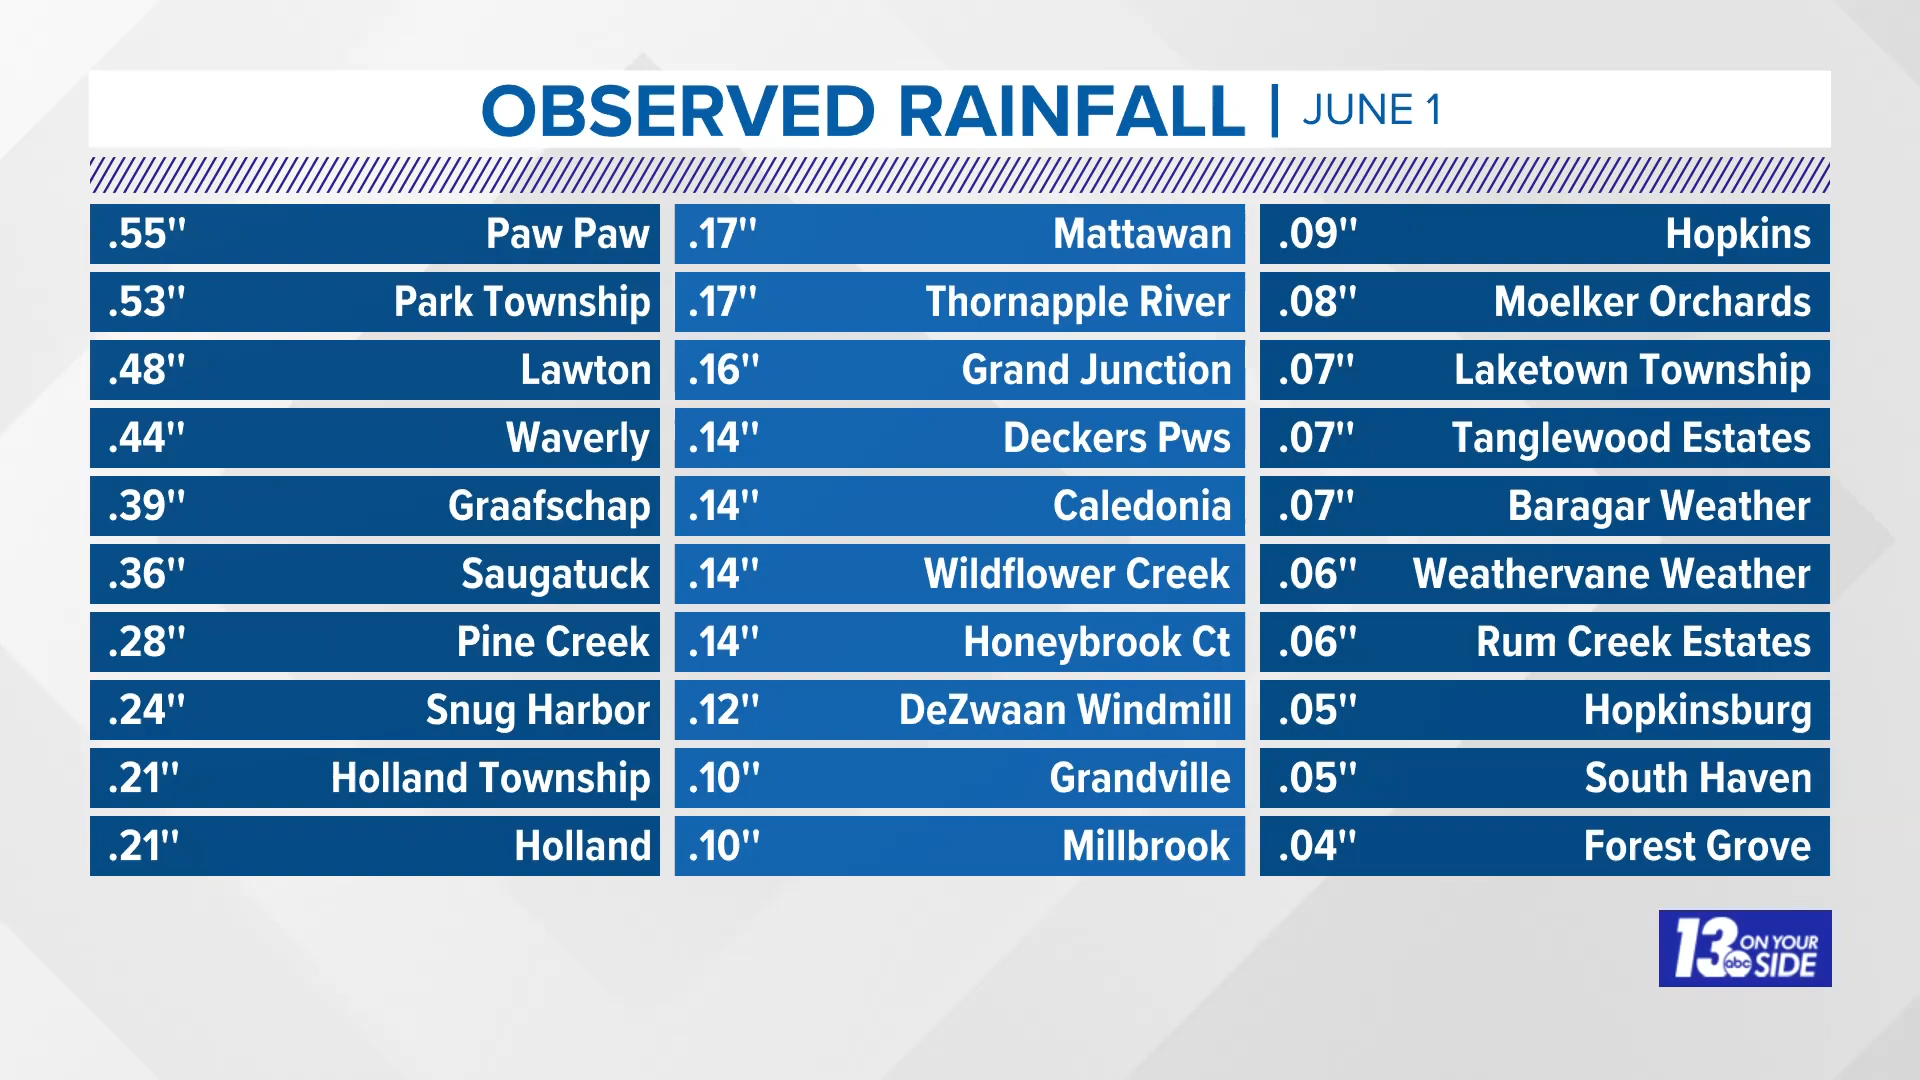 OBSERVED RAINFALL | JUNE 1
.55" Paw Paw
.53" Park Township
.48" Lawton
.44" Waverly
.39" Graafschap
.36" Saugatuck
.28" Pine Creek
.24" Snug Harbor
.21" Holland Township
.21" Holland
.17" Mattawan
.17" Thornapple River
.16" Grand Junction
.14" Deckers Pws
.14" Caledonia
.14" Wildflower Creek
.14" Honeybrook Ct
.12" DeZwaan Windmill
.10" Grandville
.10" Millbrook
.09" Hopkins
.08" Moelker Orchards
.07" Laketown Township
.07" Tanglewood Estates
.07" Baragar Weather
.06" Weathervane Weather
.06" Rum Creek Estates
.05" Hopkinsburg
.05" South Haven
.04" Forest Grove
13 ON YOUR
abc SIDE